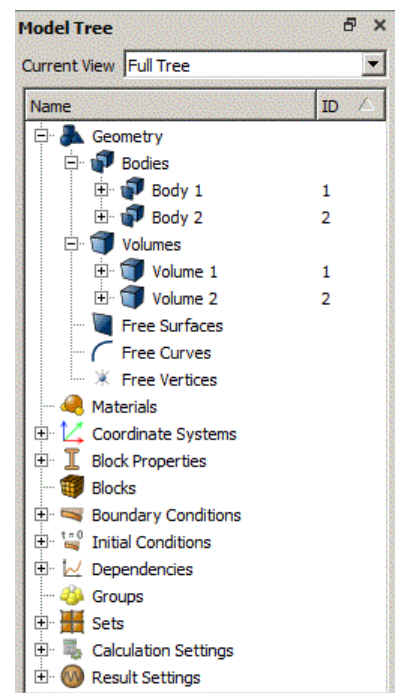 Model Tree
Current View Full Tree
Name ID
Geometry
Bodies
Body 1 1
Body 2 2
Volumes
Volume 1 1
Volume 2 2
Free Surfaces
Free Curves
Free Vertices
Materials
Coordinate Systems
Block Properties
Blocks
Boundary Conditions
t=0 Initial Conditions
Dependencies
Groups
Sets
Calculation Settings
Result Settings